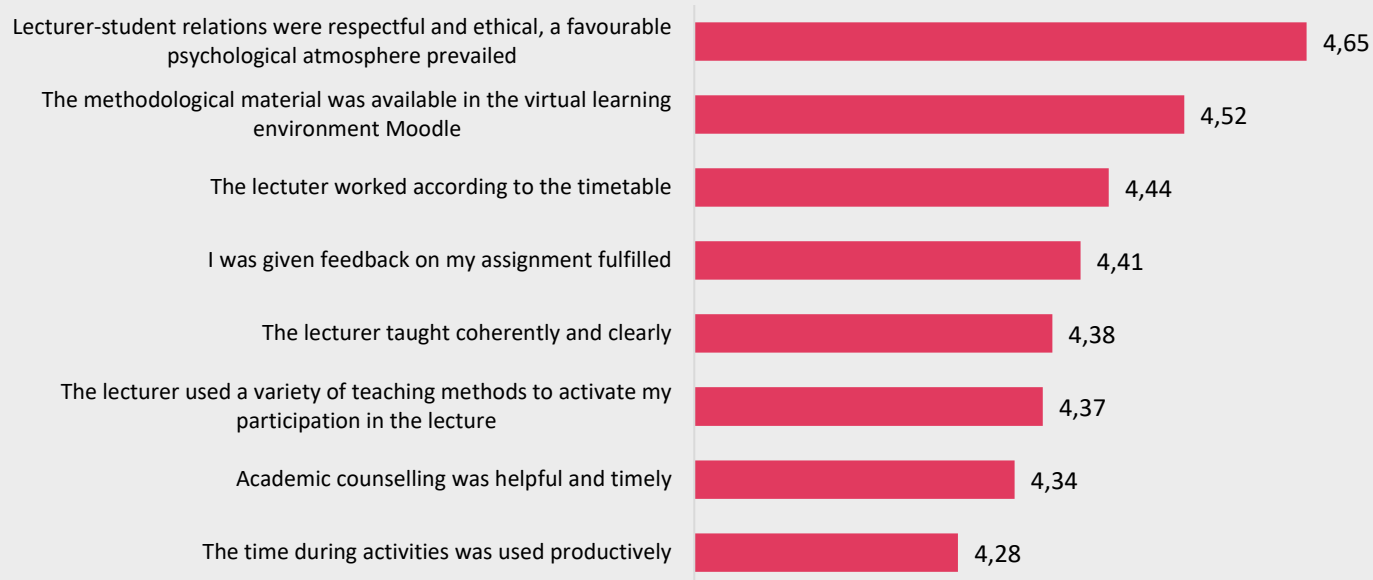 Lecturer-student relations were respectful and ethical, a favourable
psychological atmosphere prevailed
4,65
The methodological material was available in the virtual learning
environment Moodle
4,52
The lectuter worked according to the timetable
4,44
I was given feedback on my assignment fulfilled
4,41
The lecturer taught coherently and clearly
4,38
The lecturer used a variety of teaching methods to activate my
participation in the lecture
4,37
Academic counselling was helpful and timely
4,34
The time during activities was used productively
4,28